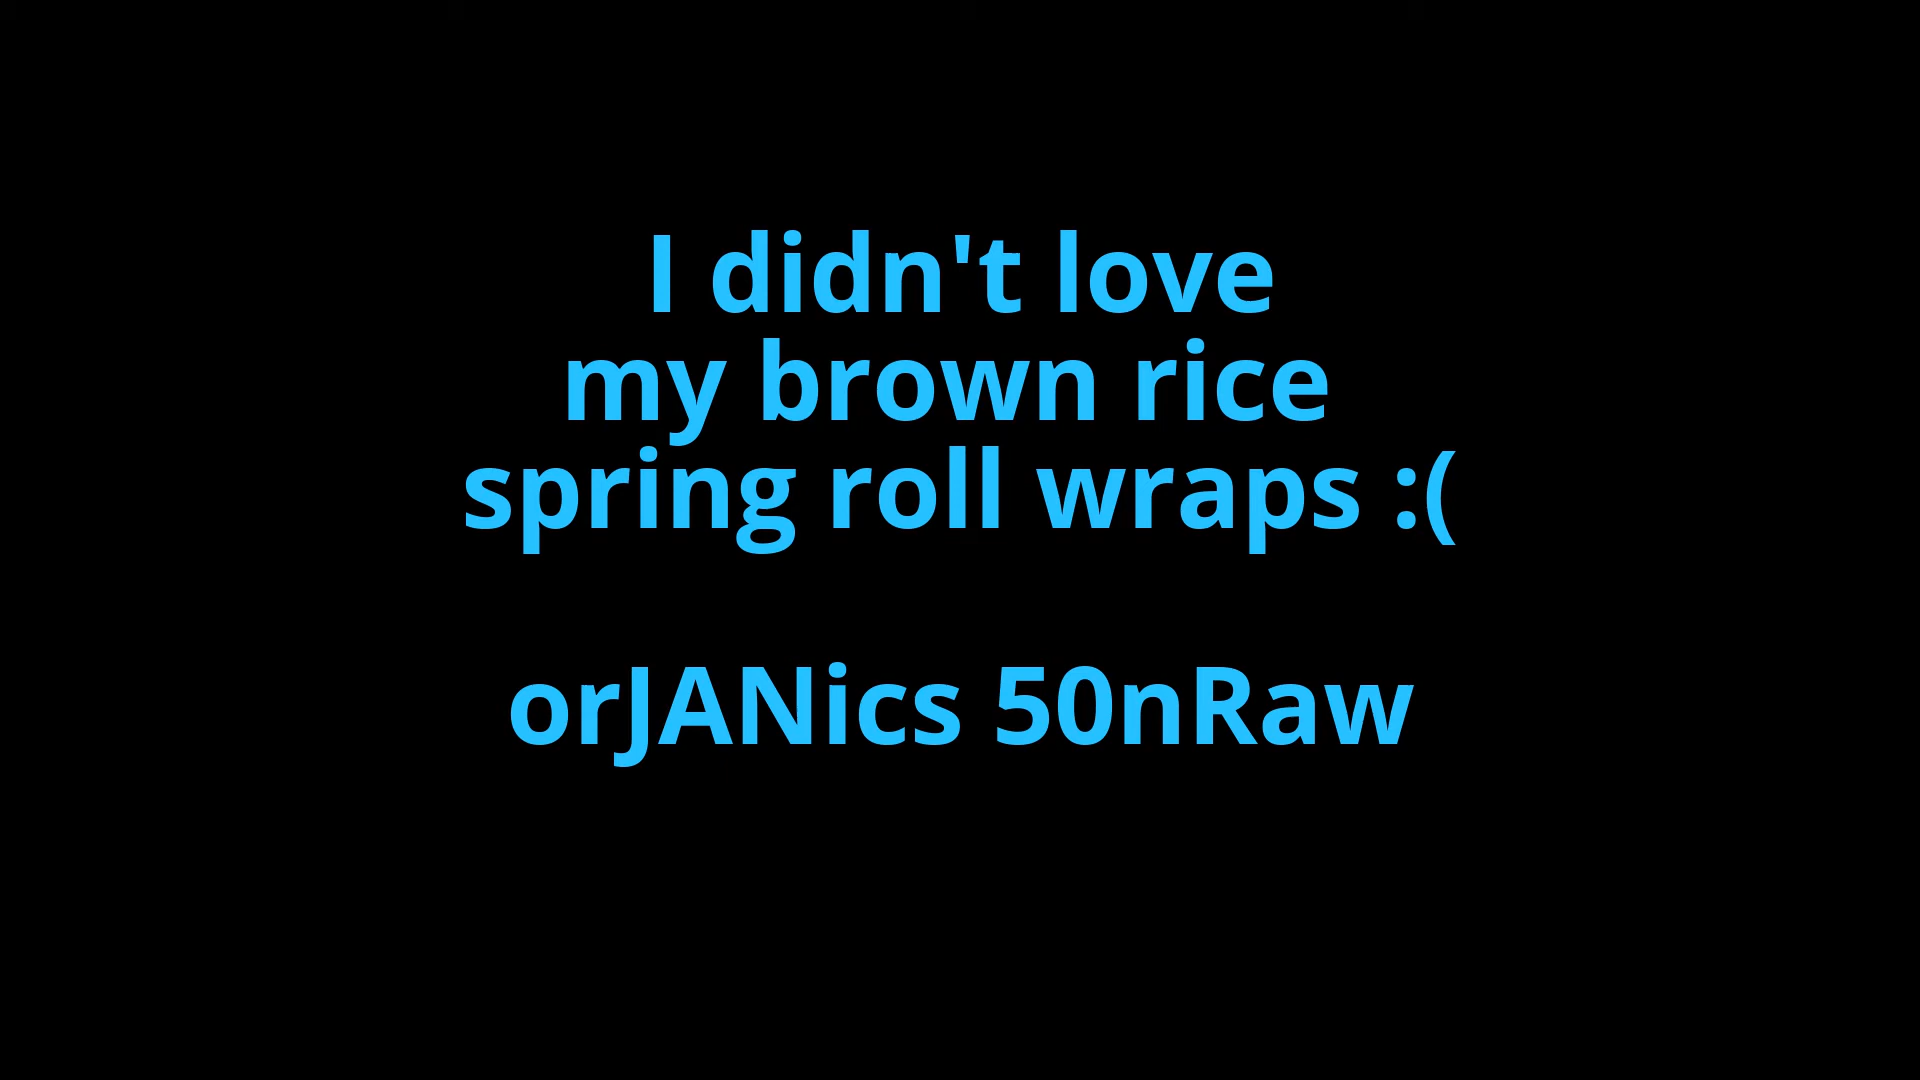 I didn't love
my brown rice
spring roll wraps :(
orJANics 50nRaw